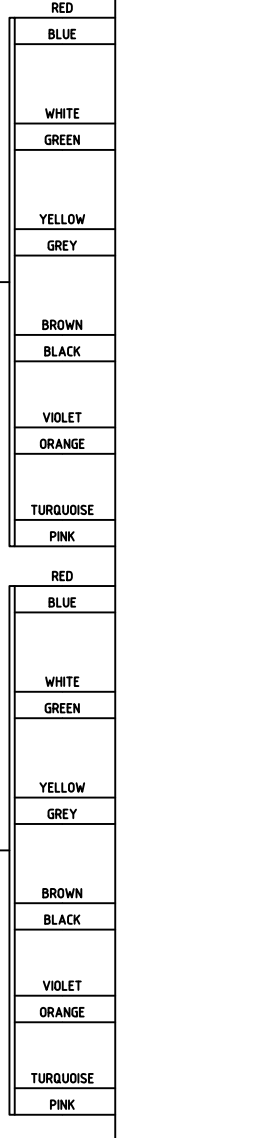 RED
BLUE
WHITE
GREEN
YELLOW
GREY
BROWN
BLACK
VIOLET
ORANGE
TURQUOISE
PINK
RED
BLUE
WHITE
GREEN
YELLOW
GREY
BROWN
BLACK
VIOLET
ORANGE
TURQUOISE
PINK